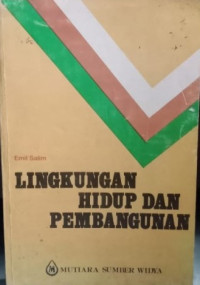 Emil Salim
LINGKUNGAN
HIDUP DAN
PEMBANGUNAN
MUTIARA SUMBER WIDYA